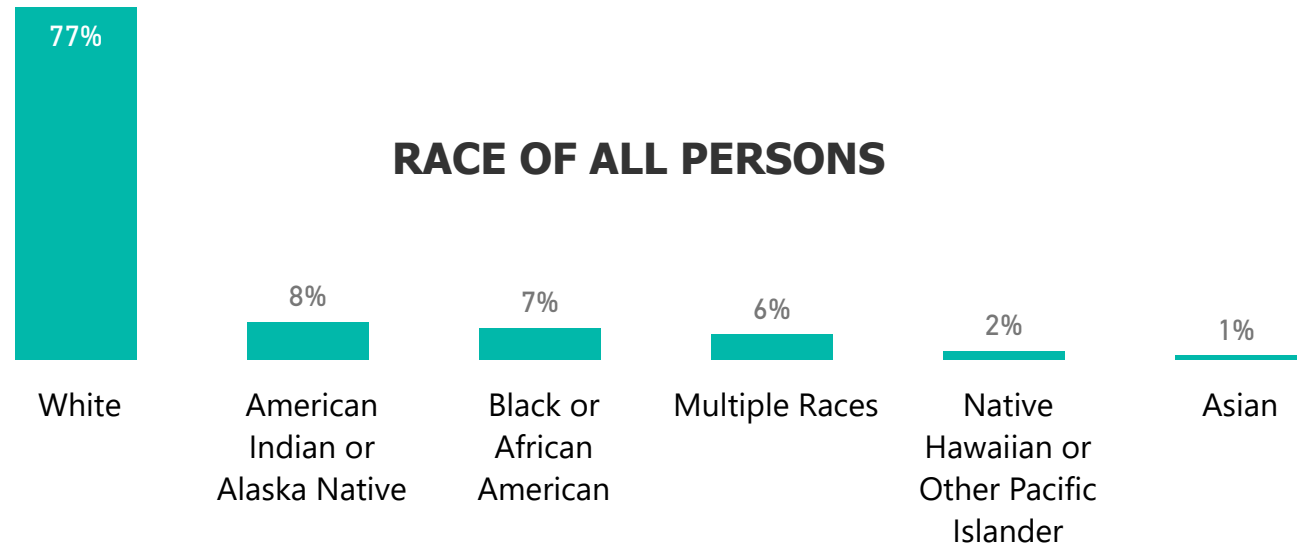 77%
RACE OF ALL PERSONS
8%
7%
6%
2%
1%
White
American
Indian or
Alaska Native
Black or
African
American
Multiple Races
Native
Hawaiian or
Other Pacific
Islander
Asian